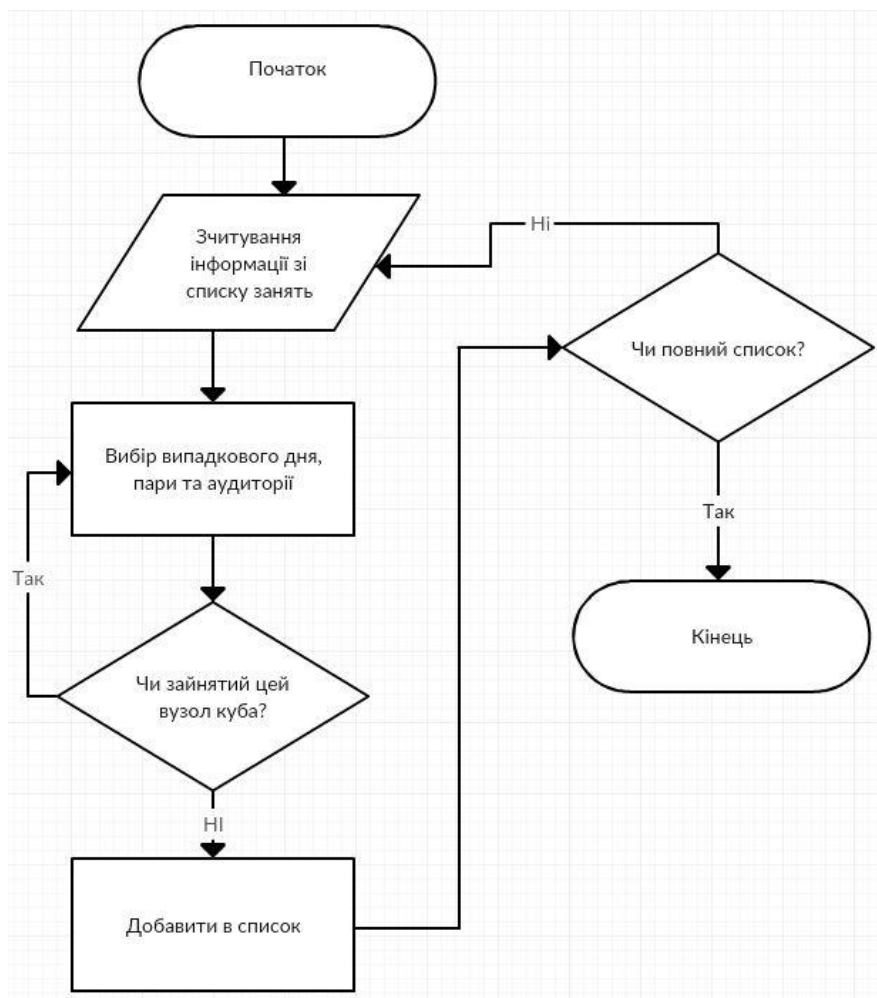 Початок
Зчитування
інформації зі
списку занять
Ні
Чи повний список?
Вибір випадкового дня,
пари та аудиторії
Так
Так
Кінець
Чи зайнятий цей
вузол куба?
НІ
Добавити в список